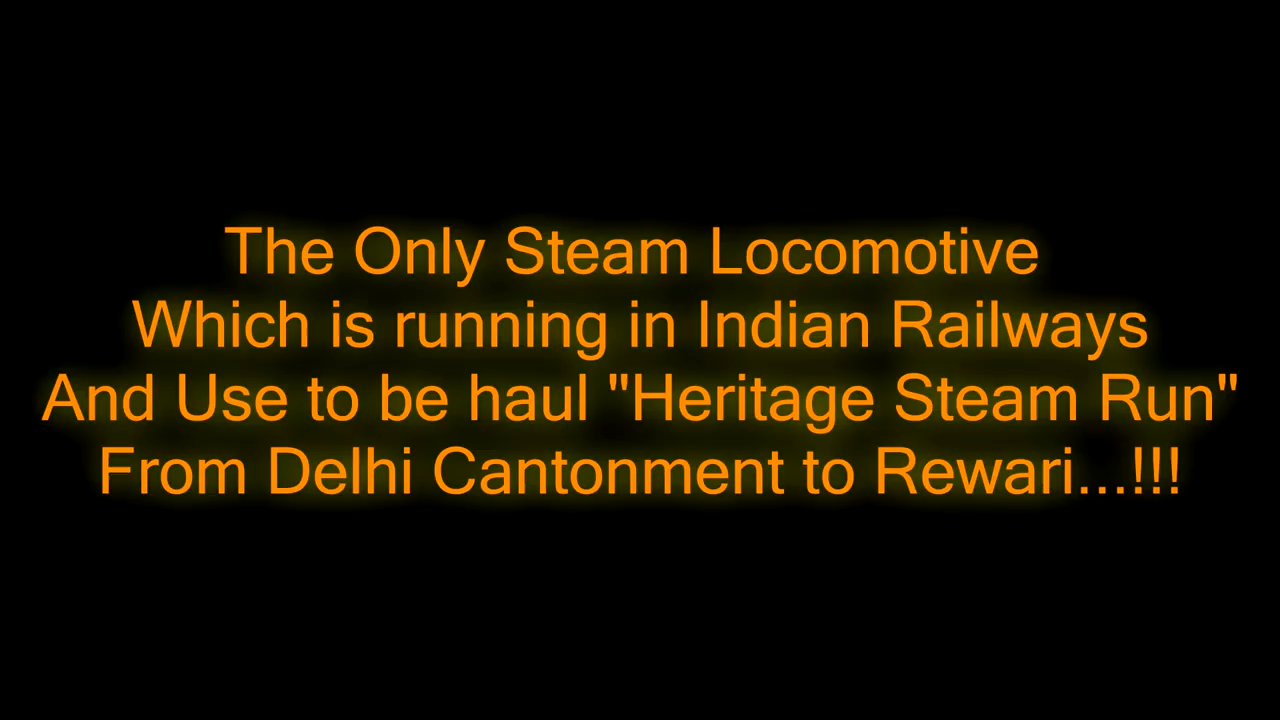 The Only Steam Locomotive
Which is running in Indian Railways
And Use to be haul "Heritage Steam Run"
From Delhi Cantonment to Rewari...!!!